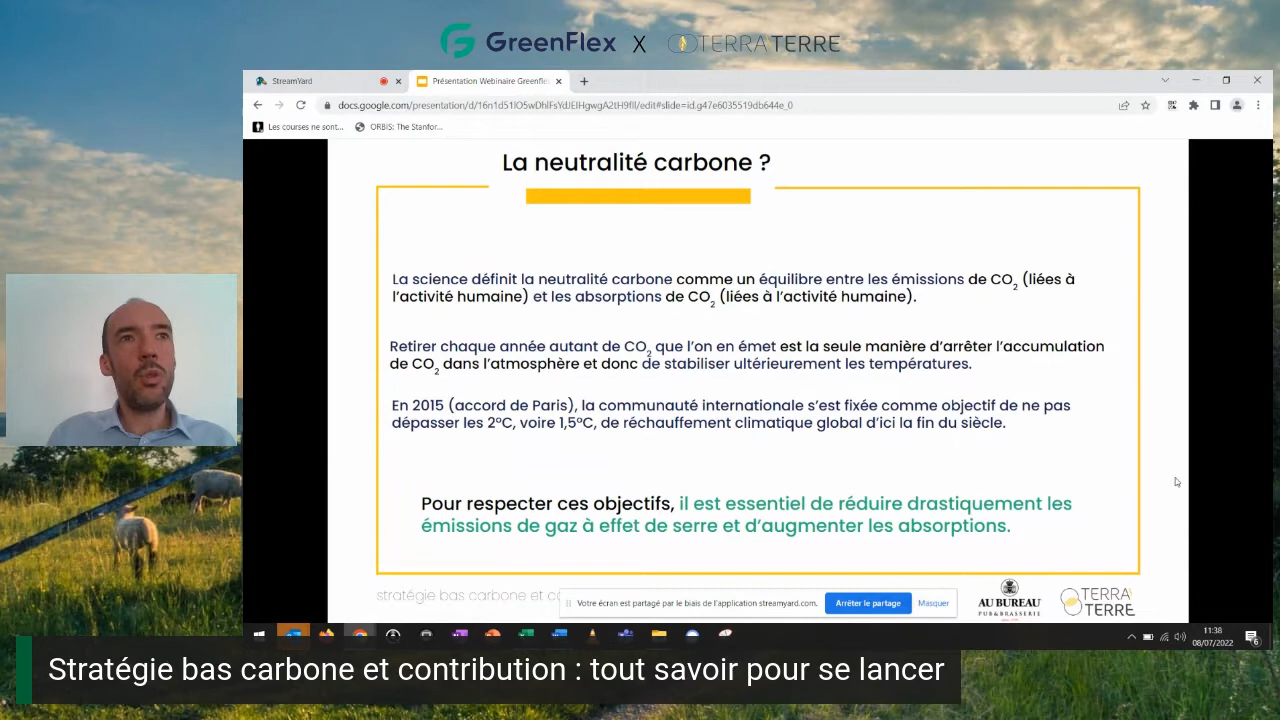 GreenFlex X TERRATERRE
StreamYard
Présentation Webinaire Greenfle
docs.google.com/presentation/d/
Les courses ne sont...
ORBIS: The Stanfor...
La neutralité carbone ?
La science définit la neutralité carbone comme un équilibre entre les émissions de CO2 (liées à
l'activité humaine) et les absorptions de CO2 (liées à l'activité humaine).
Retirer chaque année autant de CO2 que l'on en émet est la seule manière d'arrêter l'accumulation
de CO2 dans l'atmosphère et donc de stabiliser ultérieurement les températures.
En 2015 (accord de Paris), la communauté internationale s'est fixée comme objectif de ne pas
dépasser les 2°C, voire 1,5°C, de réchauffement climatique global d'ici la fin du siècle.
Pour respecter ces objectifs, il est essentiel de réduire drastiquement les
émissions de gaz à effet de serre et d'augmenter les absorptions.
stratégie bas carbone et co
Votre écran est partagé par le biais de l'application streamyard.com.
Arrêter le partage
Masquer
AU BUREAU
PUB & BRASSERIE
TERRA
TERRE
11:38
08/07/2022
6
Stratégie bas carbone et contribution : tout savoir pour se lancer